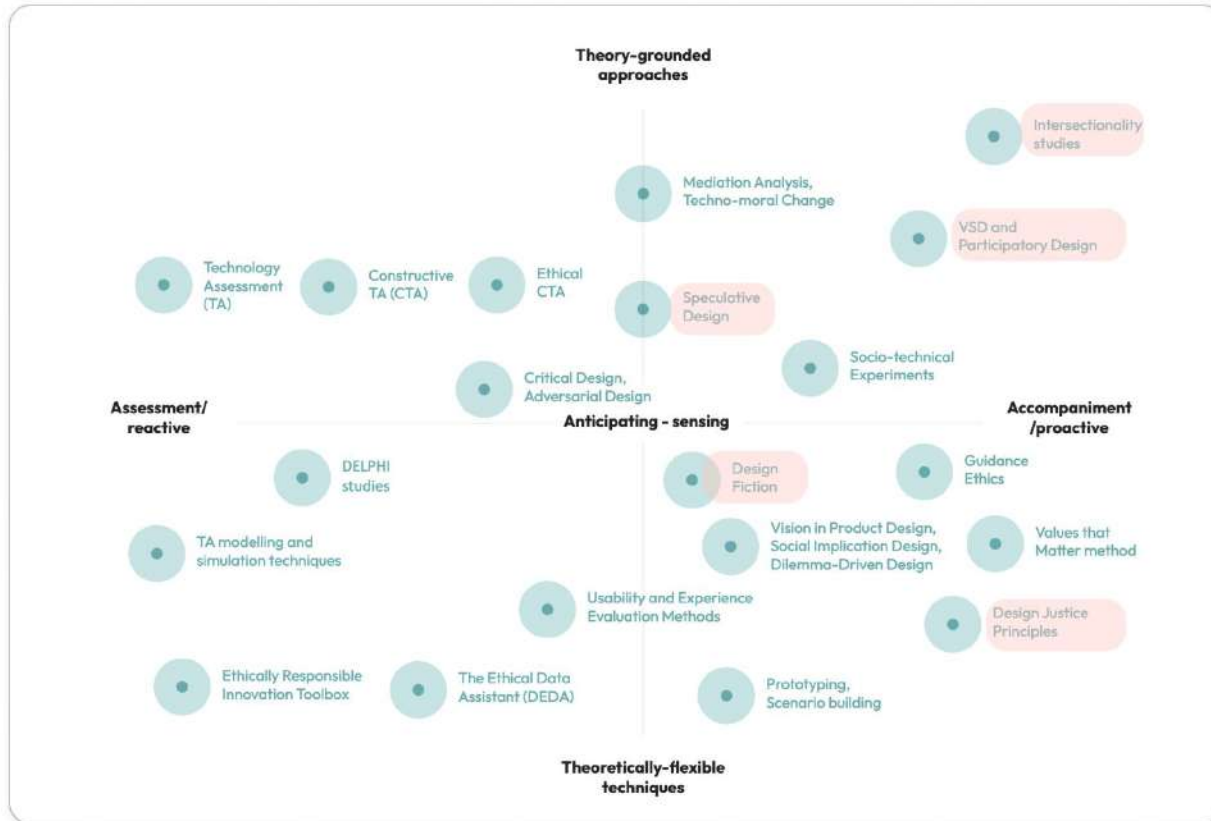 Theory-grounded
approaches
Intersectionality
studies
Mediation Analysis,
Techno-moral Change
VSD and
Participatory Design
Technology
Assessment
(TA)
Constructive
TA (CTA)
Ethical
CTA
Speculative
Design
Socio-technical
Experiments
Critical Design,
Adversarial Design
Assessment/
reactive
Anticipating - sensing
Accompaniment
/proactive
DELPHI
studies
Design
Fiction
Guidance
Ethics
TA modelling and
simulation techniques
Vision in Product Design,
Social Implication Design,
Dilemma-Driven Design
Values that
Matter method
Usability and Experience
Evaluation Methods
Design Justice
Principles
Ethically Responsible
Innovation Toolbox
The Ethical Data
Assistant (DEDA)
Prototyping,
Scenario building
Theoretically-flexible
techniques